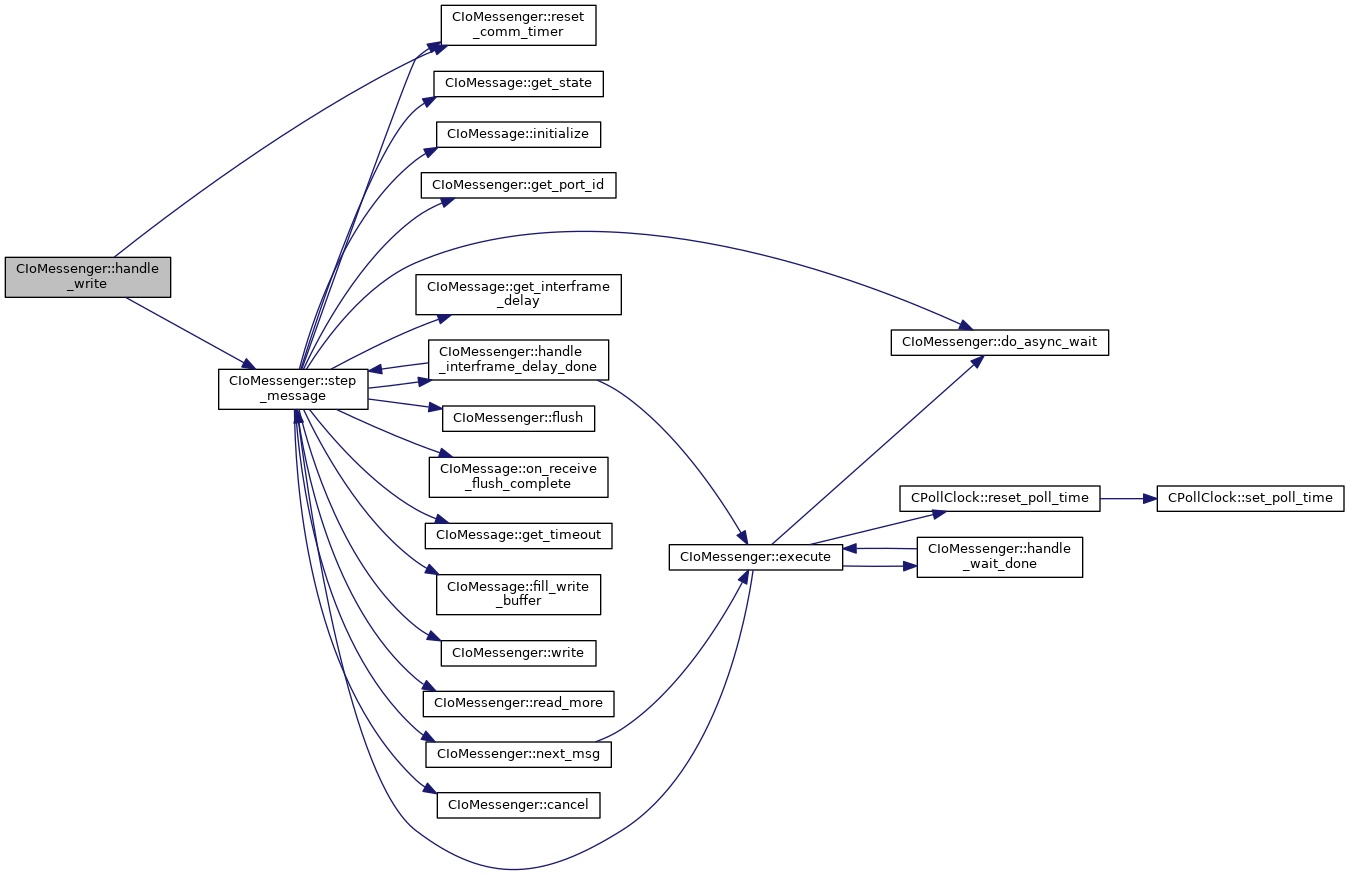 CIoMessenger::reset
_comm_timer
CIoMessage::get_state
CIoMessage::initialize
CIoMessenger::get_port_id
CIoMessenger::handle
_write
CIoMessage::get_interframe
_delay
CIoMessenger::do_async_wait
CIoMessenger::handle
_interframe_delay_done
CIoMessenger::step
_message
CIoMessenger::flush
CIoMessage::on_receive
_flush_complete
CPollClock::reset_poll_time
CPollClock::set_poll_time
CIoMessage::get_timeout
CIoMessenger::execute
CIoMessenger::handle
_wait_done
CIoMessage::fill_write
_buffer
CIoMessenger::write
CIoMessenger::read_more
CIoMessenger::next_msg
CIoMessenger::cancel